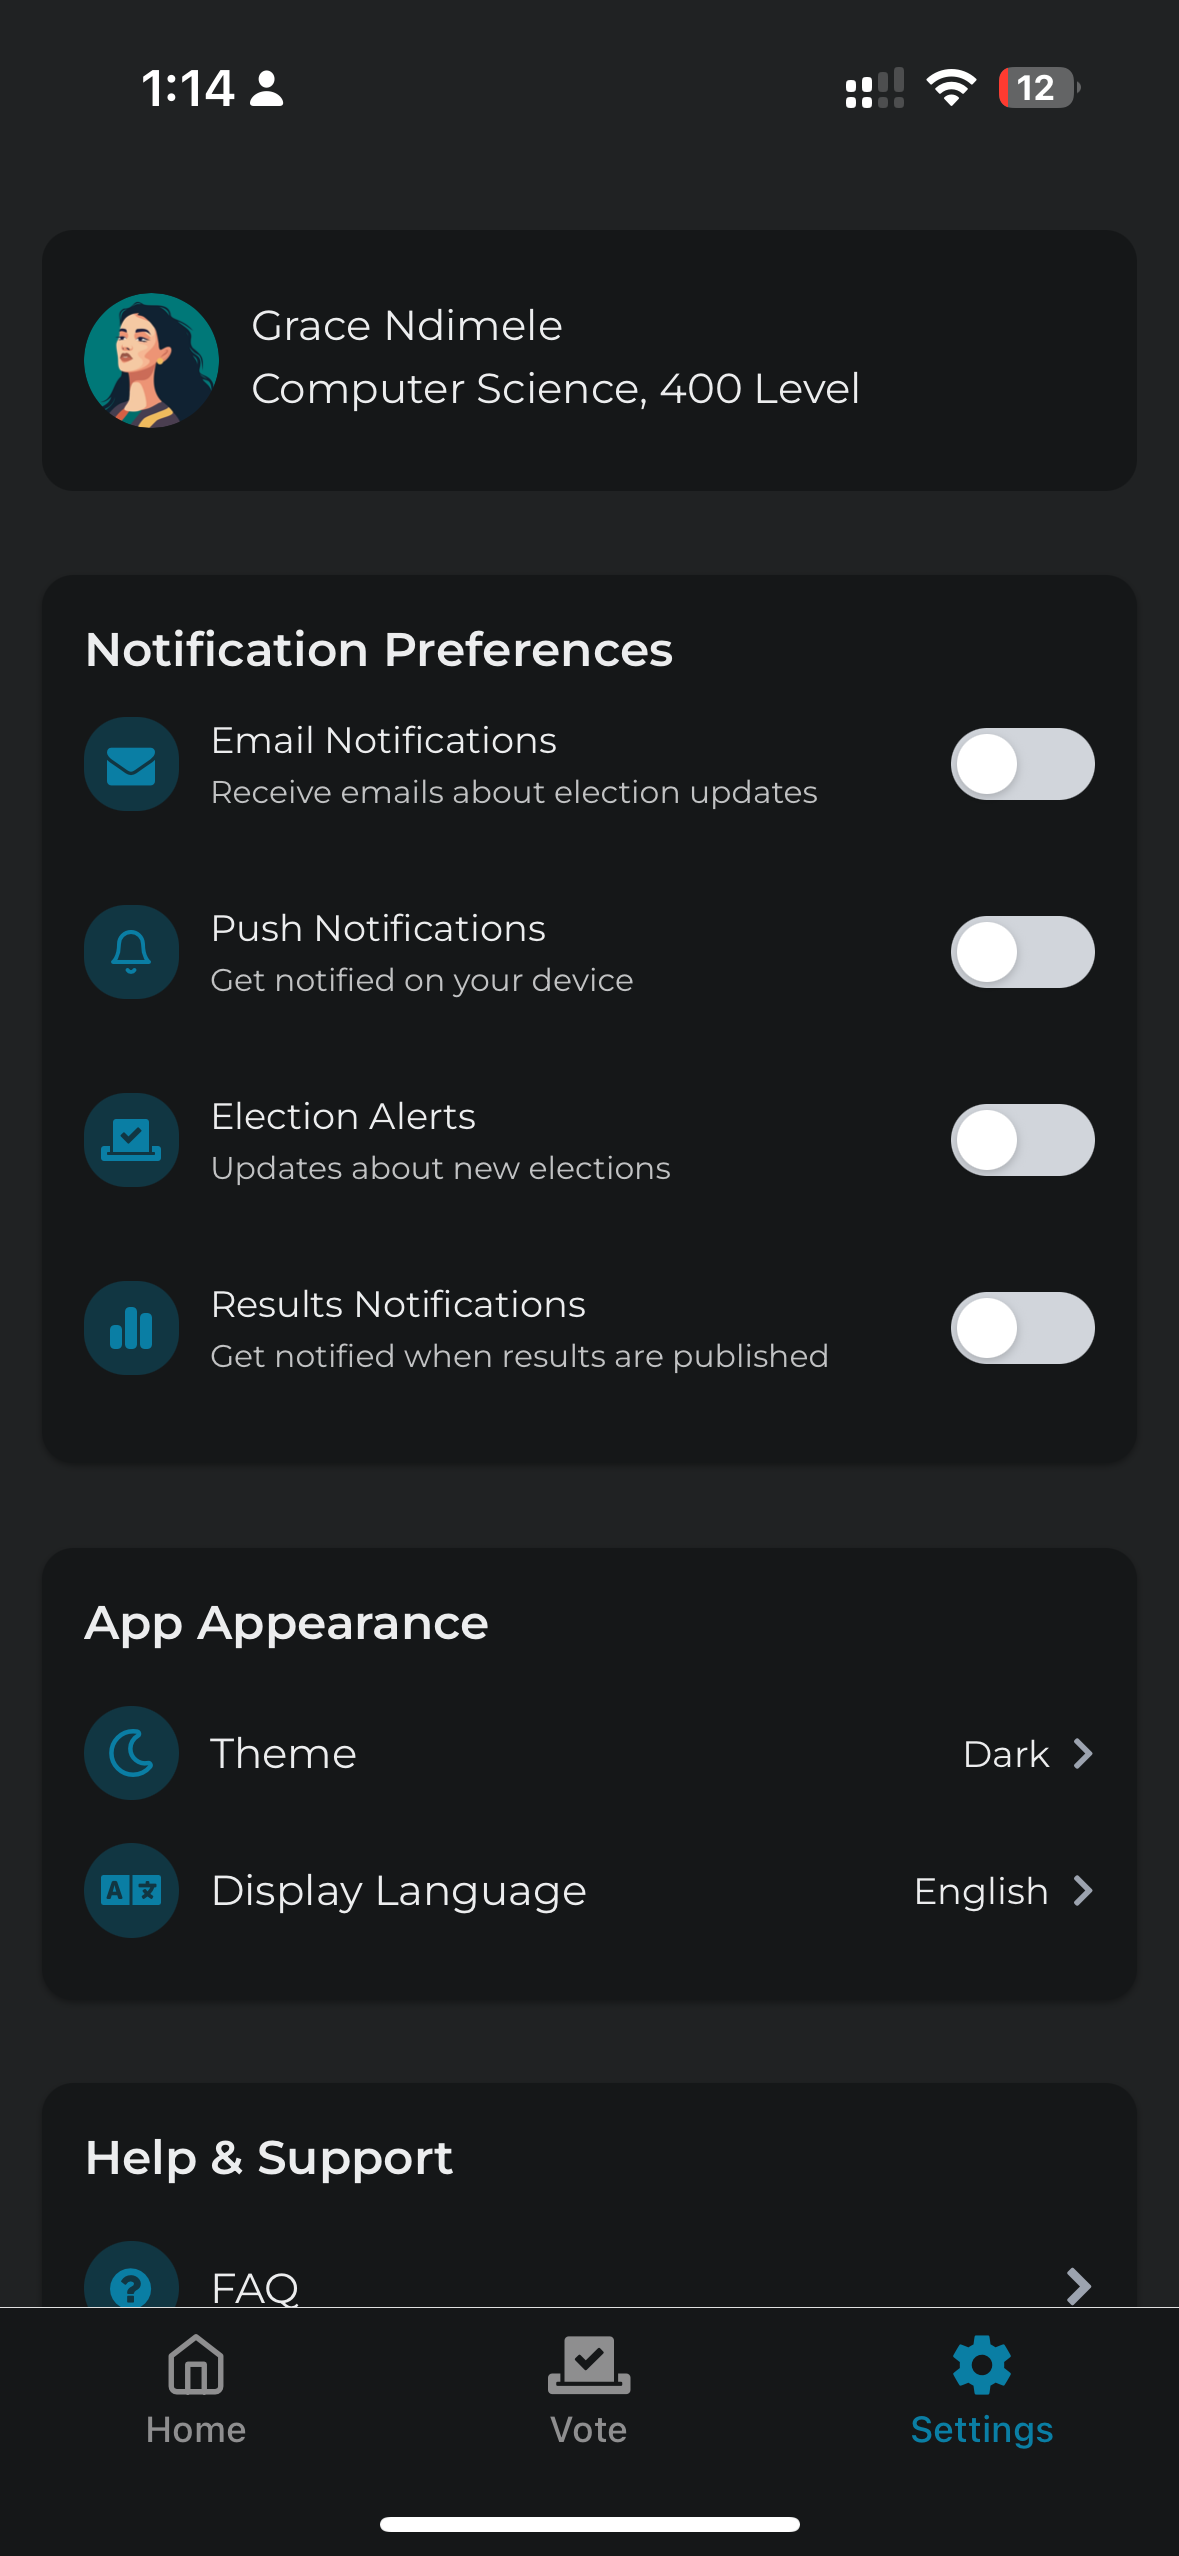 1:14
12
Grace Ndimele
Computer Science, 400 Level
Notification Preferences
Email Notifications
Receive emails about election updates
Push Notifications
Get notified on your device
Election Alerts
Updates about new elections
Results Notifications
Get notified when results are published
App Appearance
Theme
Dark
A 文
Display Language
English
Help & Support
?
FAQ
Home
Vote
Settings